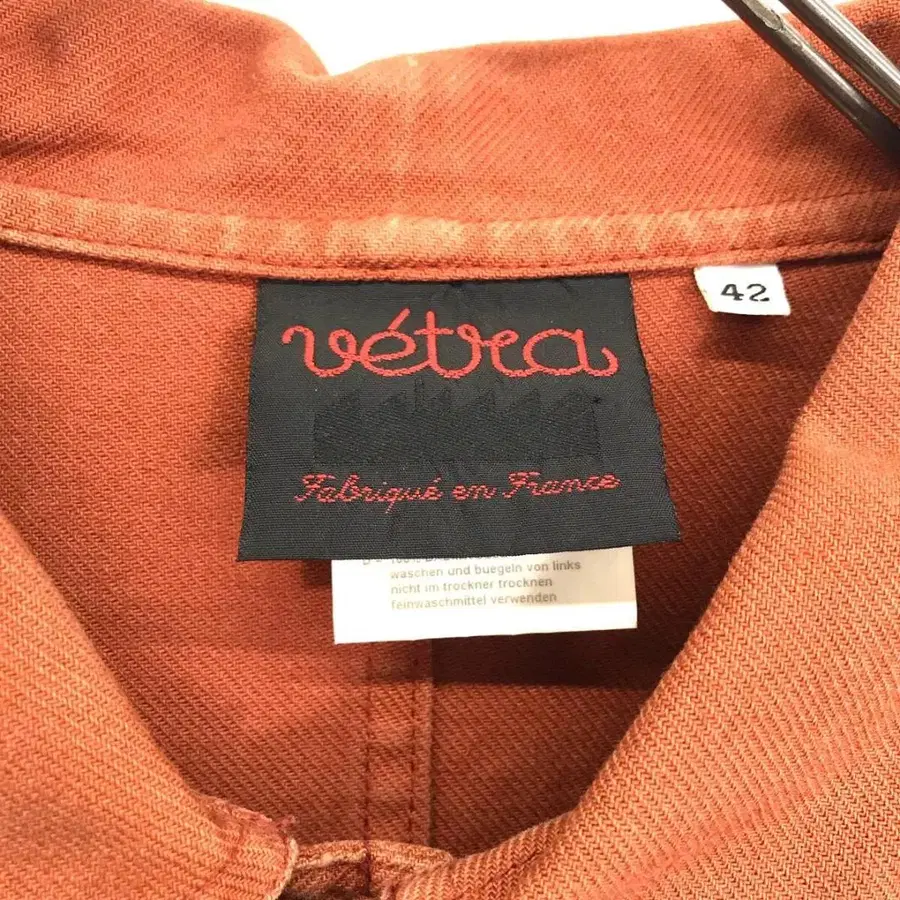 vétra
42
Fabriqué en France
waschen und buegeln von links
nicht im trockner trocknen
feinwaschmittel verwenden